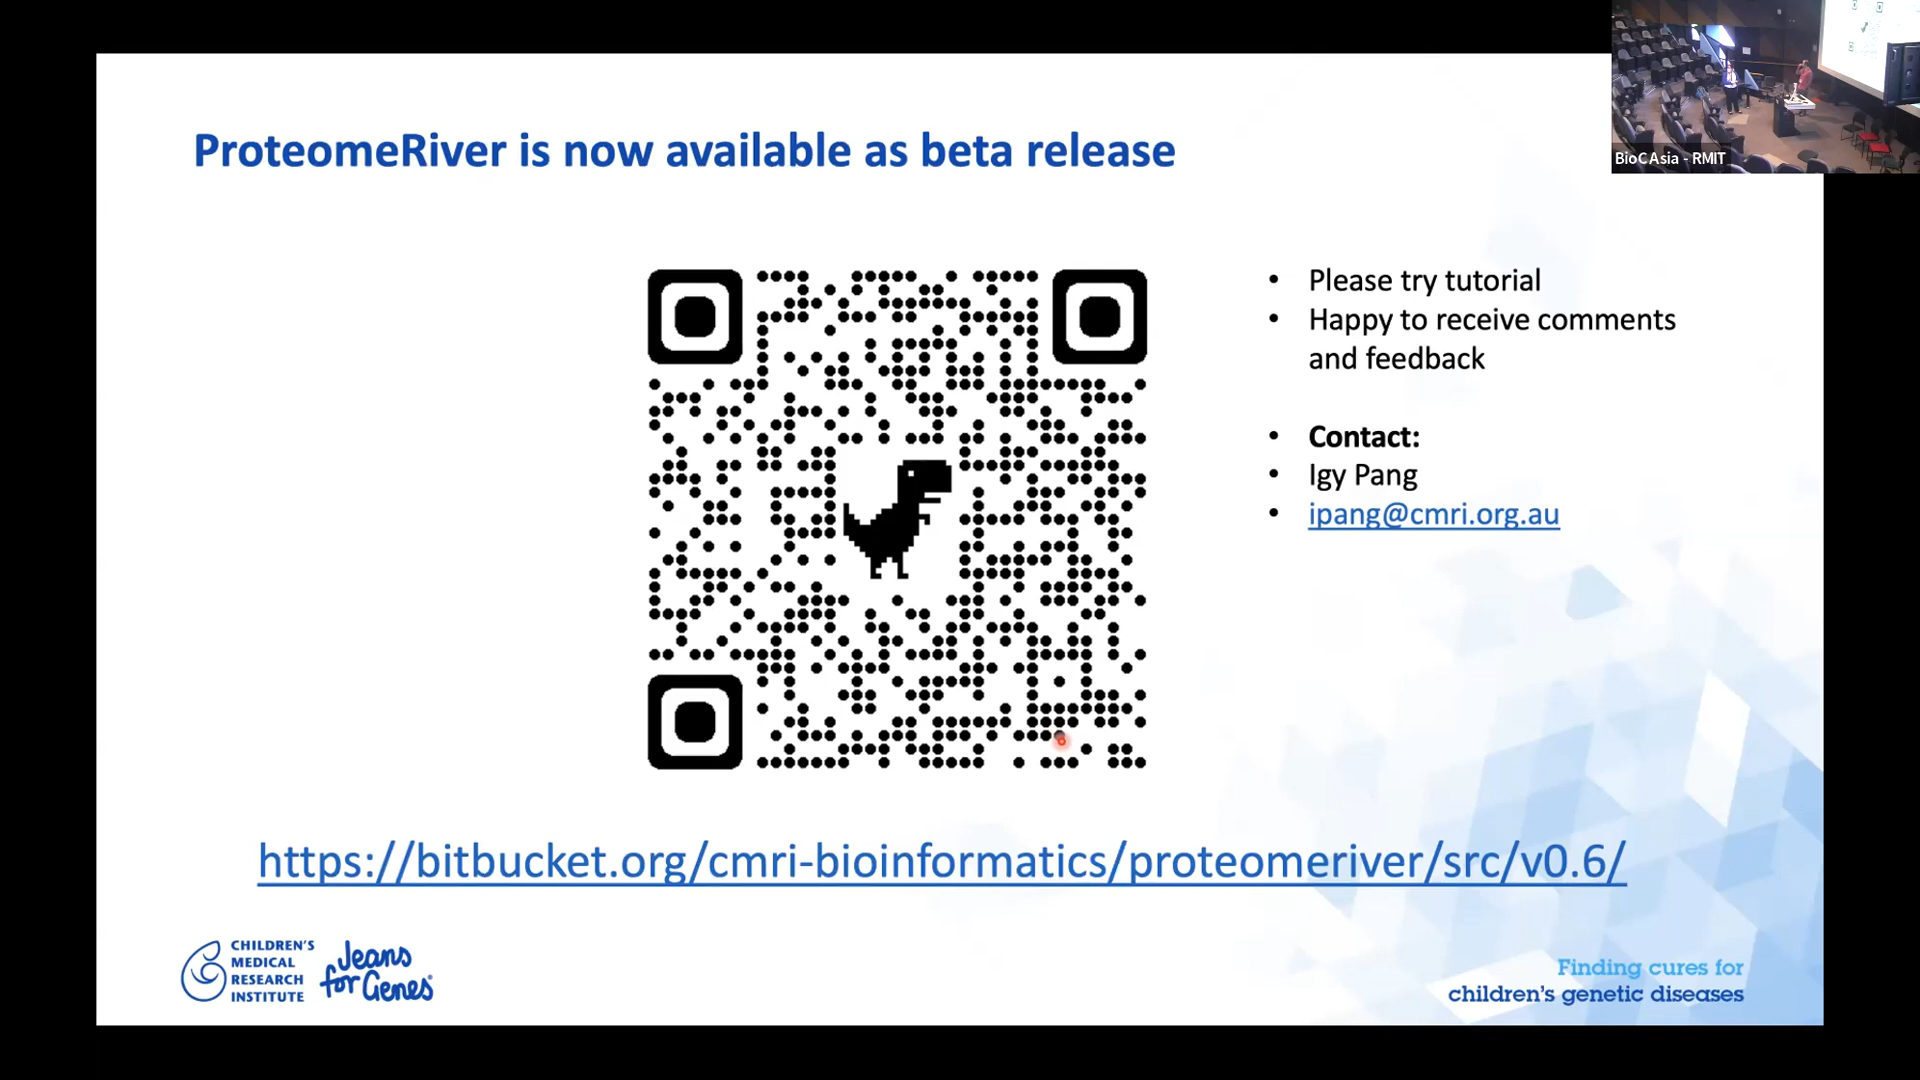 BioCAsia - RMIT
ProteomeRiver is now available as beta release
• Please try tutorial
• Happy to receive comments
and feedback
• Contact:
• Igy Pang
• ipang@cmri.org.au
https://bitbucket.org/cmri-bioinformatics/proteomeriver/src/v0.6/
CHILDREN'S
MEDICAL
RESEARCH
INSTITUTE
Jeans
for Genes®
Finding cures for
children's genetic diseases